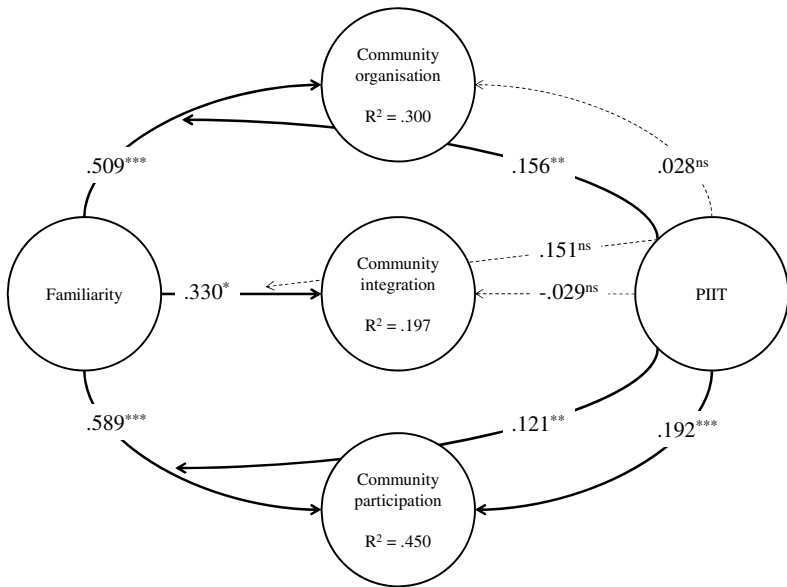 Community
organisation
R² = .300
.509***
.156**
.028ns
Familiarity
.330*
Community
integration
R² = .197
.151ns
-.029ns
PIIT
.589***
.121**
.192***
Community
participation
R² = .450